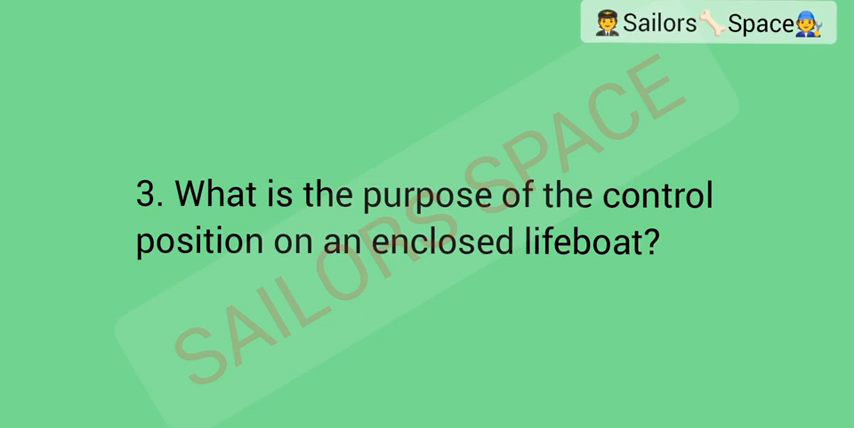 Sailors🦴Space
3. What is the purpose of the control
position on an enclosed lifeboat?
SAILORS SPACE